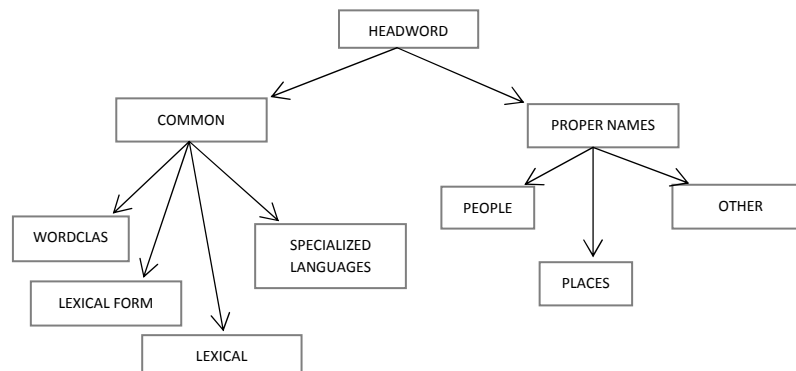 HEADWORD
COMMON
PROPER NAMES
PEOPLE
OTHER
WORDCLAS
SPECIALIZED
LANGUAGES
PLACES
LEXICAL FORM
LEXICAL